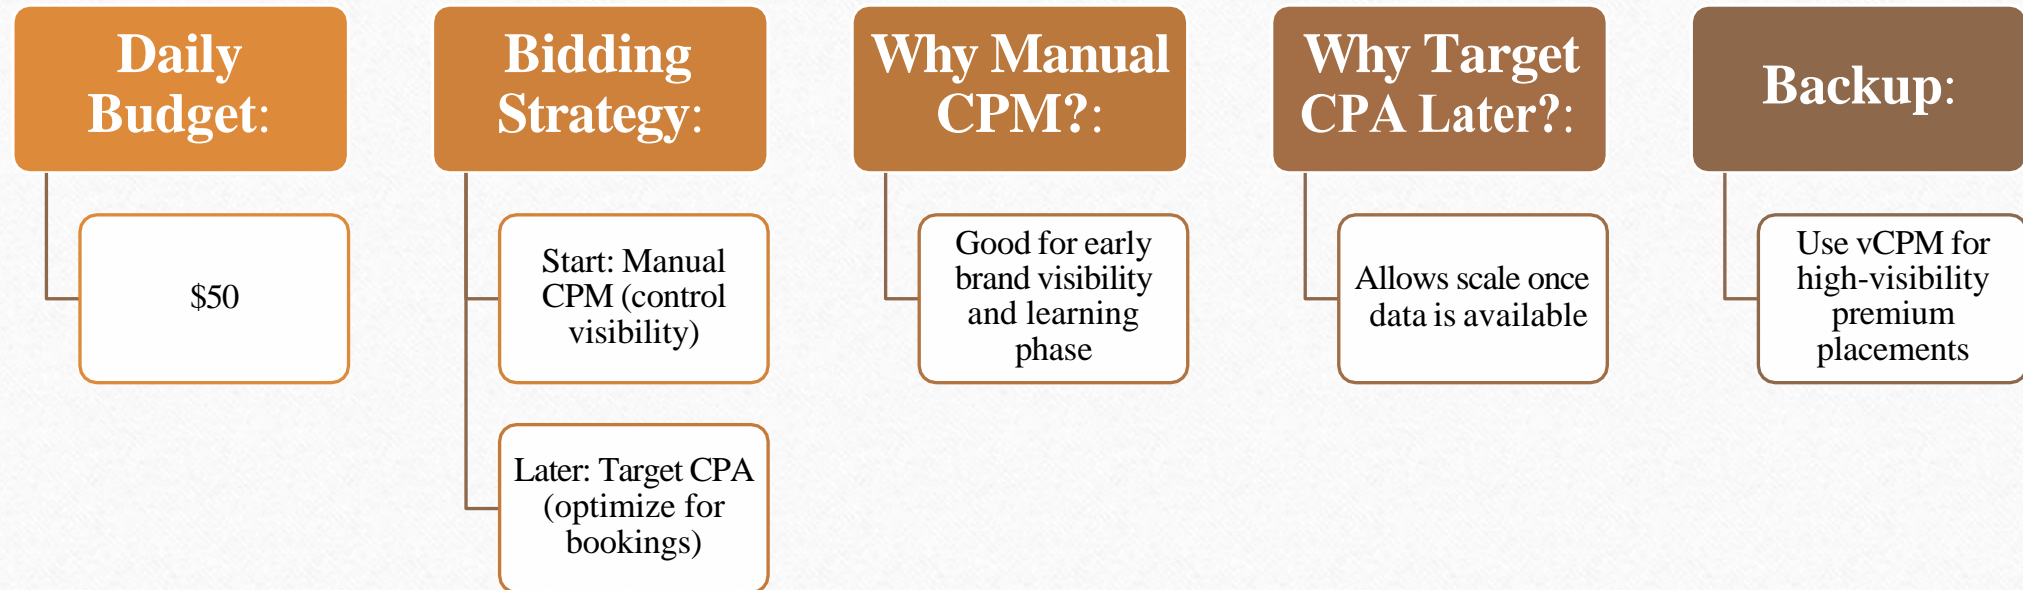 Daily
Budget:
$50
Bidding
Strategy:
Start: Manual
CPM (control
visibility)
Later: Target CPA
(optimize for
bookings)
Why Manual
CPM?:
Good for early
brand visibility
and learning
phase
Why Target
CPA Later?:
Allows scale once
data is available
Backup:
Use vCPM for
high-visibility
premium
placements